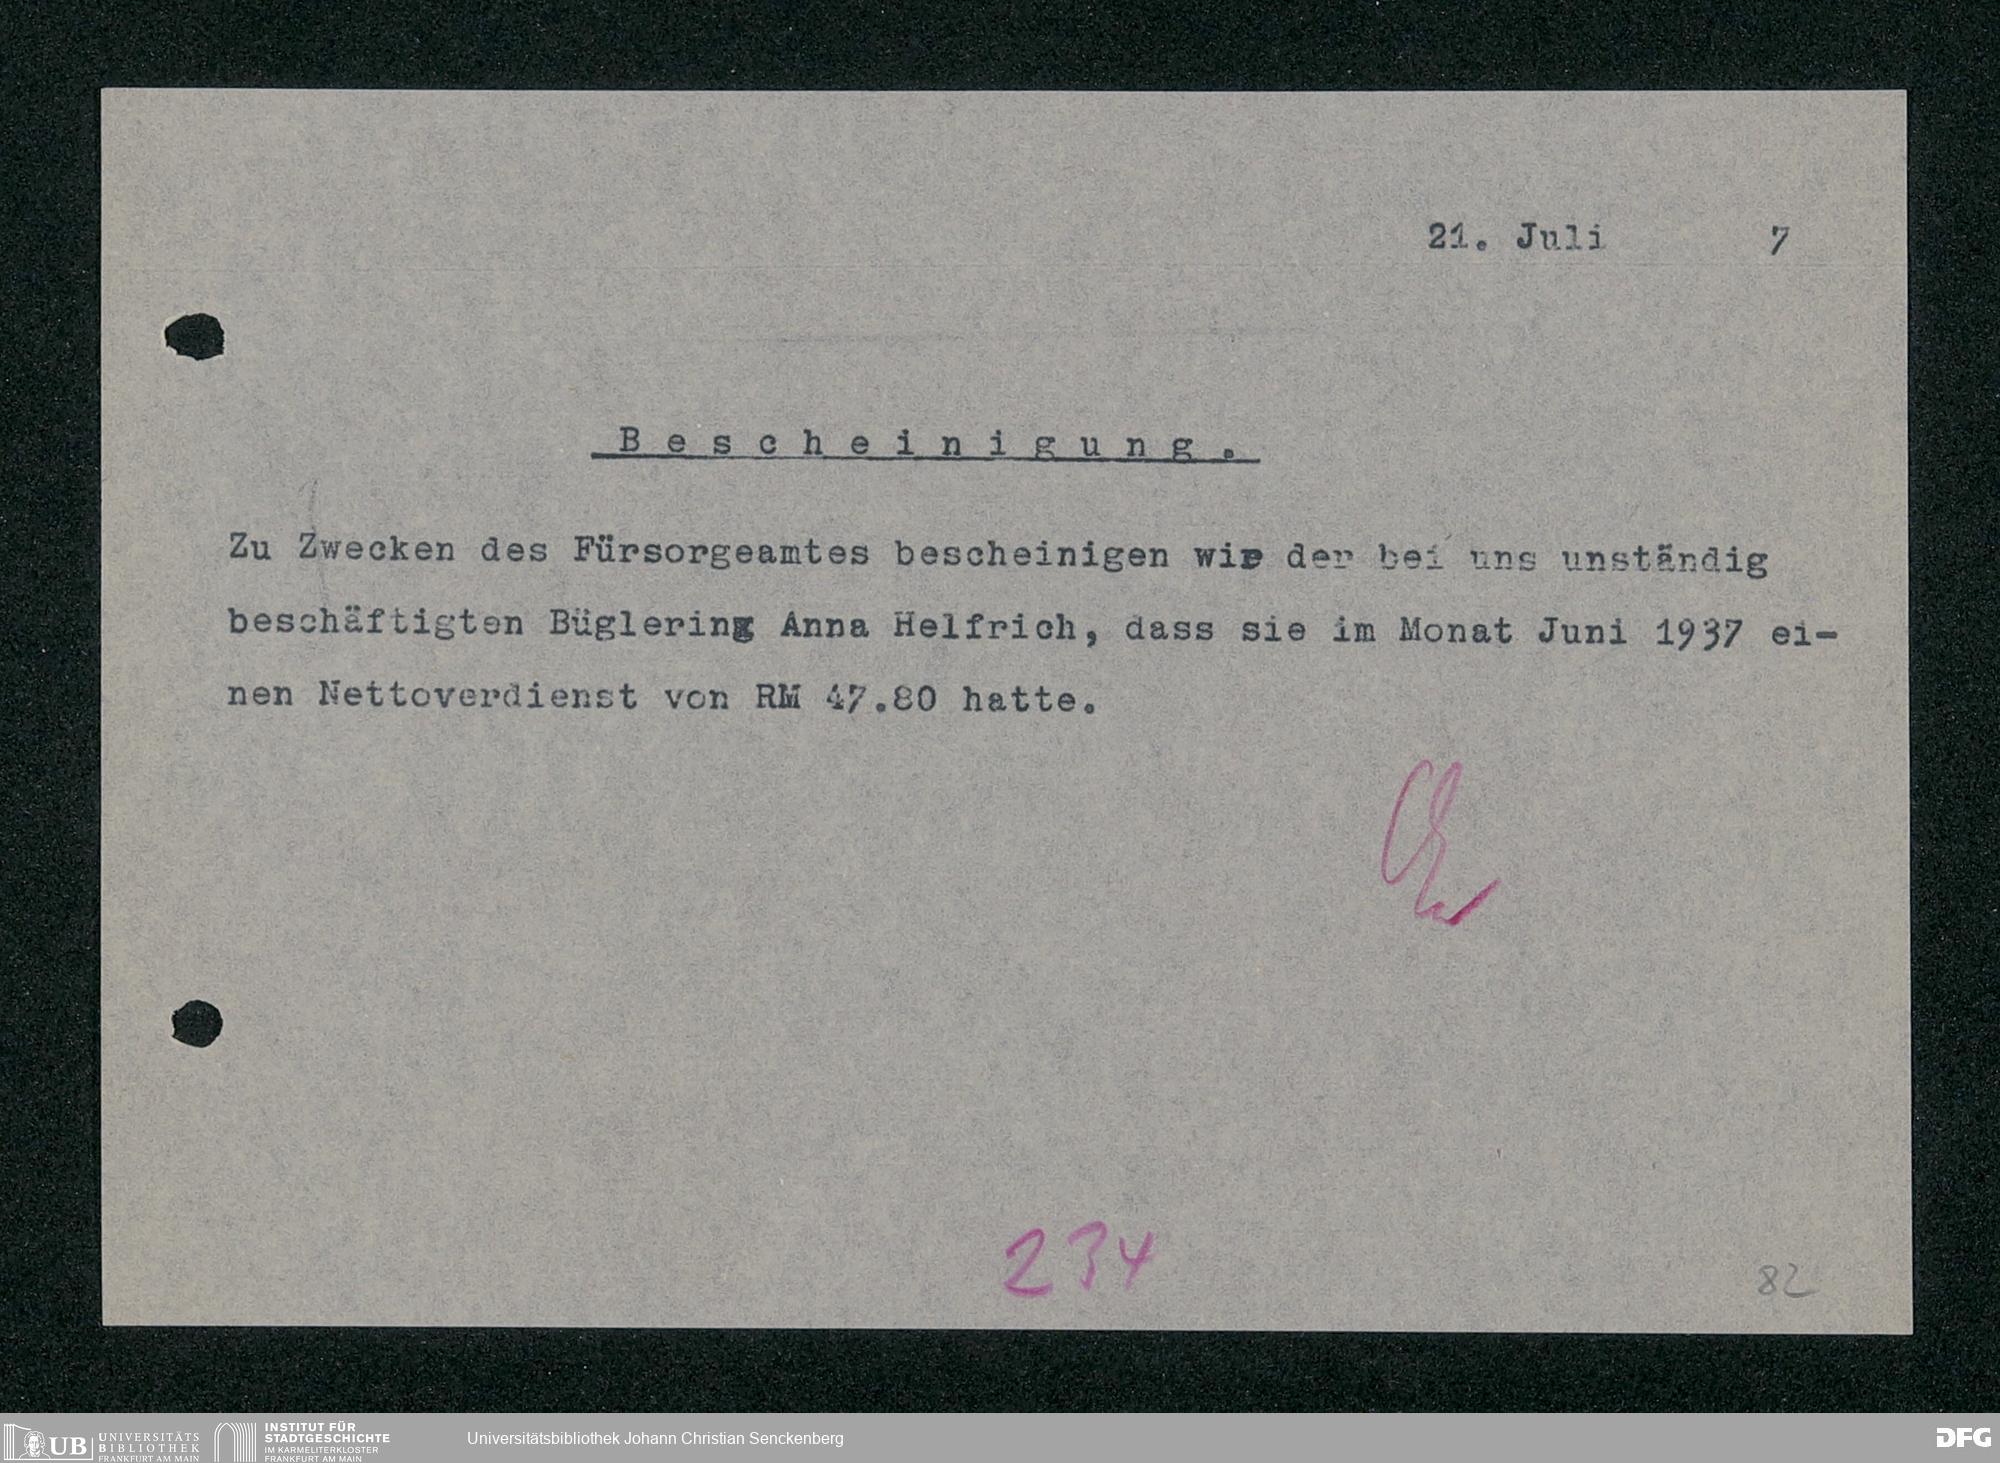 21. Juli 7
B e s c h e i n i g u n g .
Zu Zwecken des Fürsorgeamtes bescheinigen wir der bei uns unständig
beschäftigten Büglerin Anna Helfrich, dass sie im Monat Juni 1937 ei-
nen Nettoverdienst von RM 47.80 hatte.
234
82
UB UNIVERSITÄTS
BIBLIOTHEK
FRANKFURT AM MAIN
INSTITUT FÜR
STADTGESCHICHTE
IM KARMELITERKLOSTER
FRANKFURT AM MAIN
Universitätsbibliothek Johann Christian Senckenberg
DFG